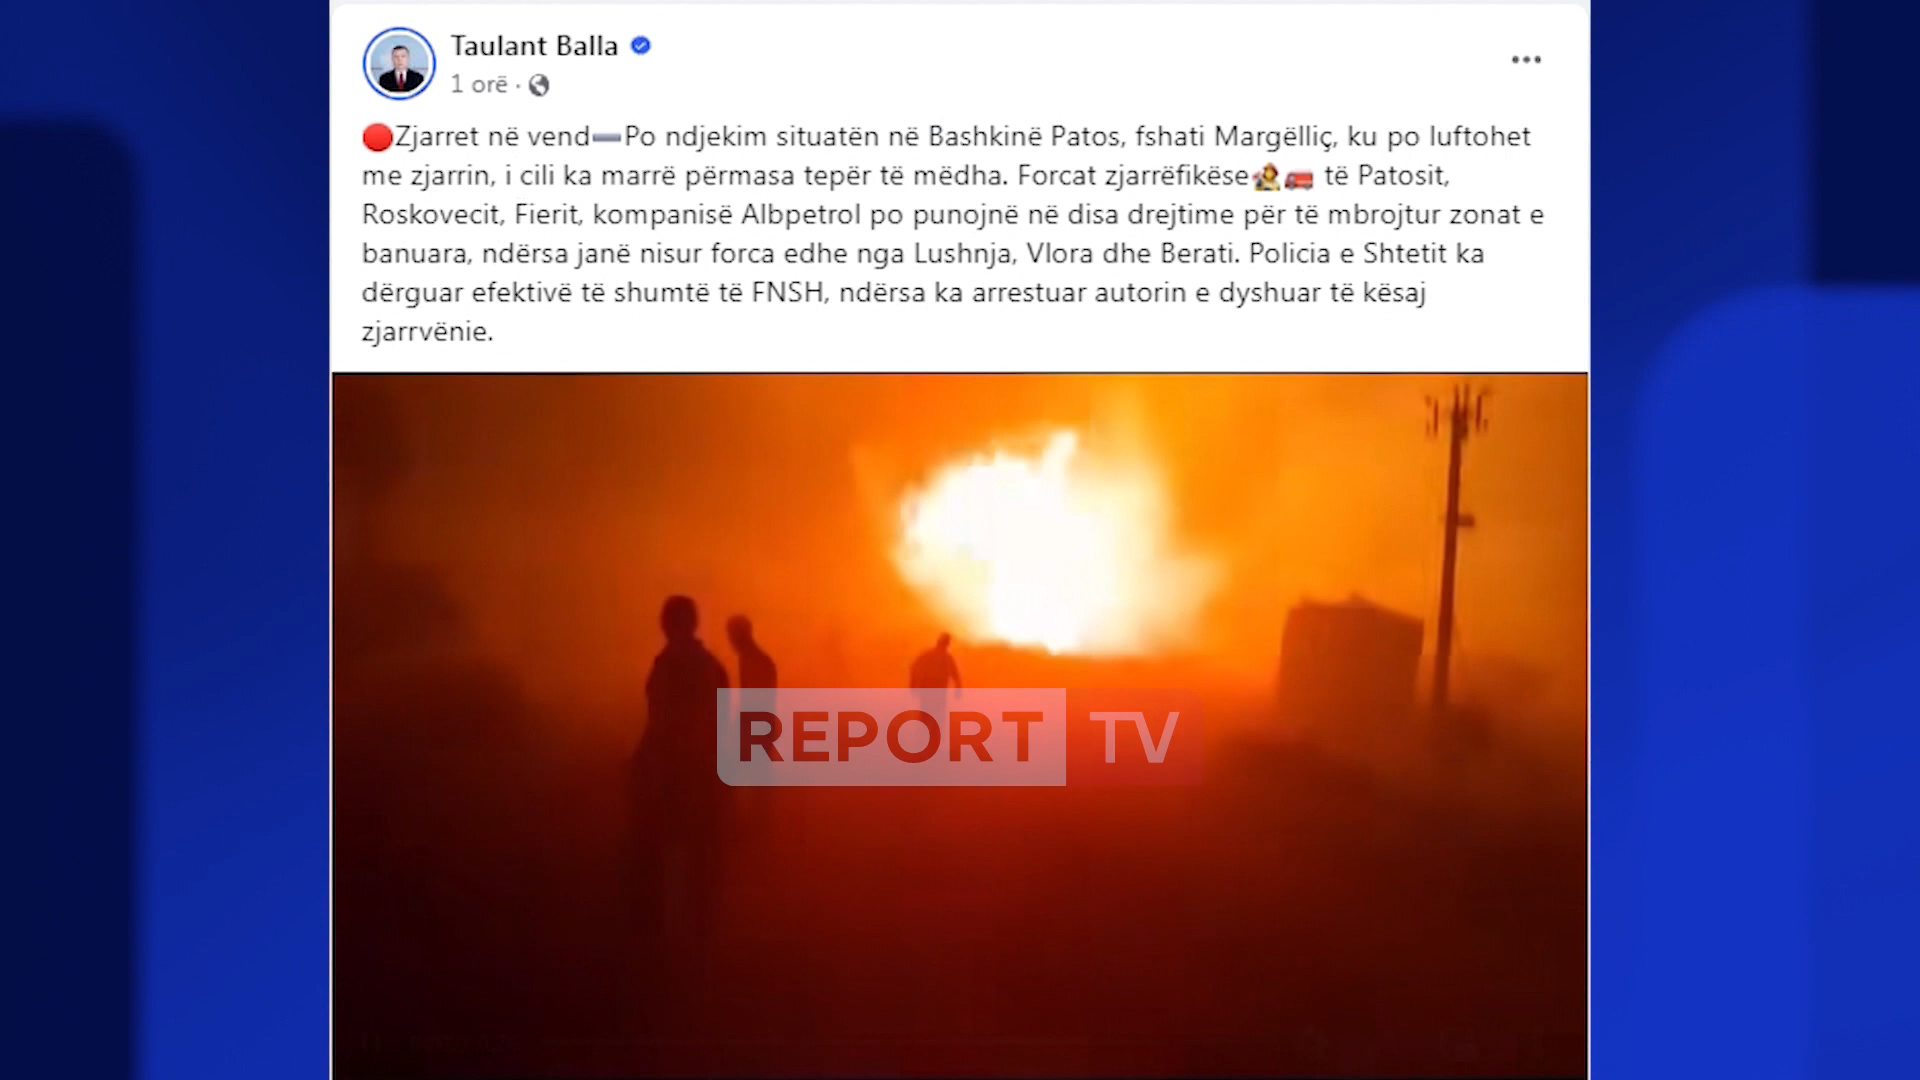 Taulant Balla
1 orë ·
🔴Zjarret në vend➖Po ndjekim situatën në Bashkinë Patos, fshati Margëlliç, ku po luftohet
me zjarrin, i cili ka marrë përmasa tepër të mëdha. Forcat zjarrëfikëse👩‍🚒🚒 të Patosit,
Roskovecit, Fierit, kompanisë Albpetrol po punojnë në disa drejtime për të mbrojtur zonat e
banuara, ndërsa janë nisur forca edhe nga Lushnja, Vlora dhe Berati. Policia e Shtetit ka
dërguar efektivë të shumtë të FNSH, ndërsa ka arrestuar autorin e dyshuar të kësaj
zjarrvënie.
REPORT TV